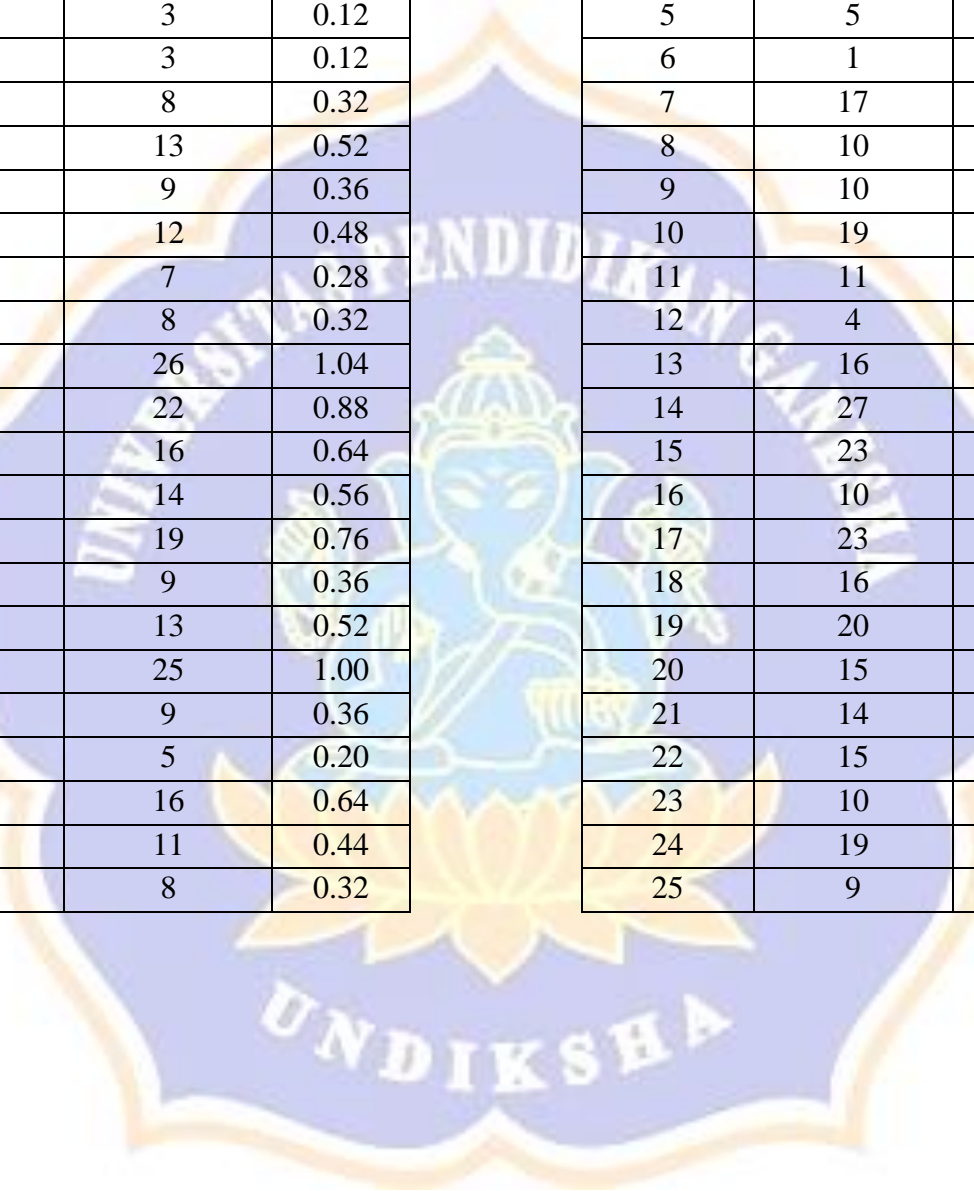 3 0.12 5 5
3 0.12 6 1
8 0.32 7 17
13 0.52 8 10
9 0.36 9 10
12 0.48 10 19
7 0.28 11 11
8 0.32 12 4
26 1.04 13 16
22 0.88 14 27
16 0.64 15 23
14 0.56 16 10
19 0.76 17 23
9 0.36 18 16
13 0.52 19 20
25 1.00 20 15
9 0.36 21 14
5 0.20 22 15
16 0.64 23 10
11 0.44 24 19
8 0.32 25 9
UNIVERSITAS PENDIDIKAN GANESHA
UNDIKSHA